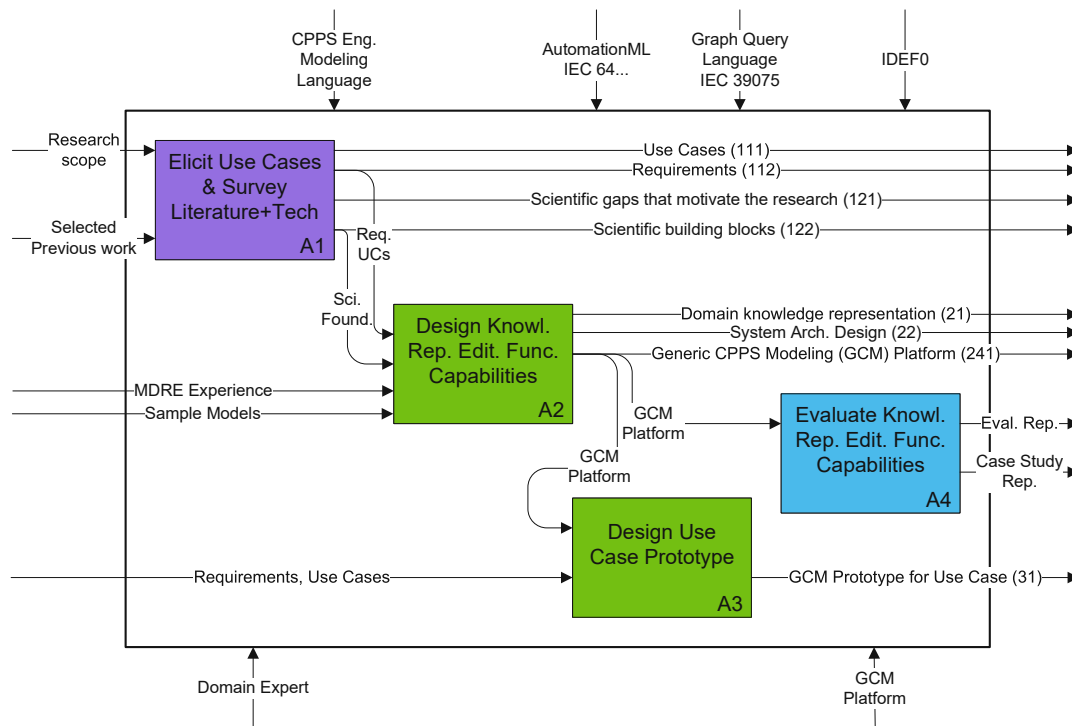 CPPS Eng.
Modeling
Language
AutomationML
IEC 64...
Graph Query
Language
IEC 39075
IDEF0
Research
scope
Selected
Previous work
Elicit Use Cases
& Survey
Literature+Tech
A1
Use Cases (111)
Requirements (112)
Scientific gaps that motivate the research (121)
Scientific building blocks (122)
Req.
UCs
Sci.
Found.
MDRE Experience
Sample Models
Design Knowl.
Rep. Edit. Func.
Capabilities
A2
Domain knowledge representation (21)
System Arch. Design (22)
Generic CPPS Modeling (GCM) Platform (241)
GCM
Platform
GCM
Platform
Evaluate Knowl.
Rep. Edit. Func.
Capabilities
A4
Eval. Rep.
Case Study
Rep.
Requirements, Use Cases
Design Use
Case Prototype
A3
GCM Prototype for Use Case (31)
Domain Expert
GCM
Platform